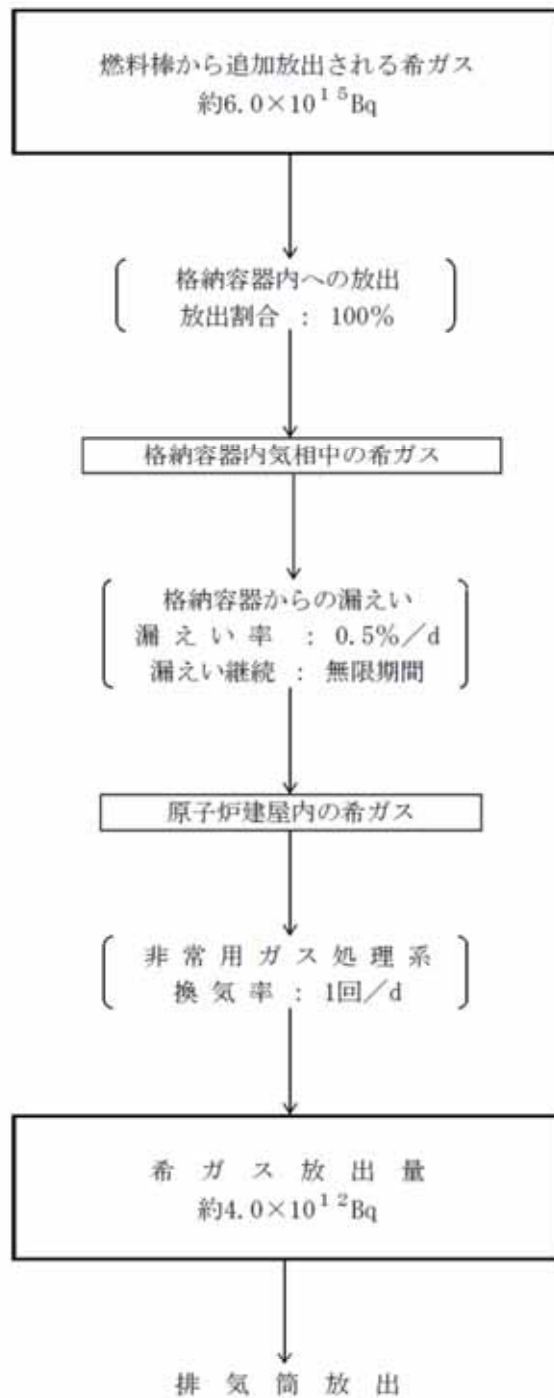 燃料棒から追加放出される希ガス
約6.0×10¹⁵Bq
格納容器内への放出
放出割合 : 100%
格納容器内気相中の希ガス
格納容器からの漏えい
漏えい率 : 0.5%/d
漏えい継続 : 無限期間
原子炉建屋内の希ガス
非常用ガス処理系
換気率 : 1回/d
希ガス放出量
約4.0×10¹²Bq
排気筒放出